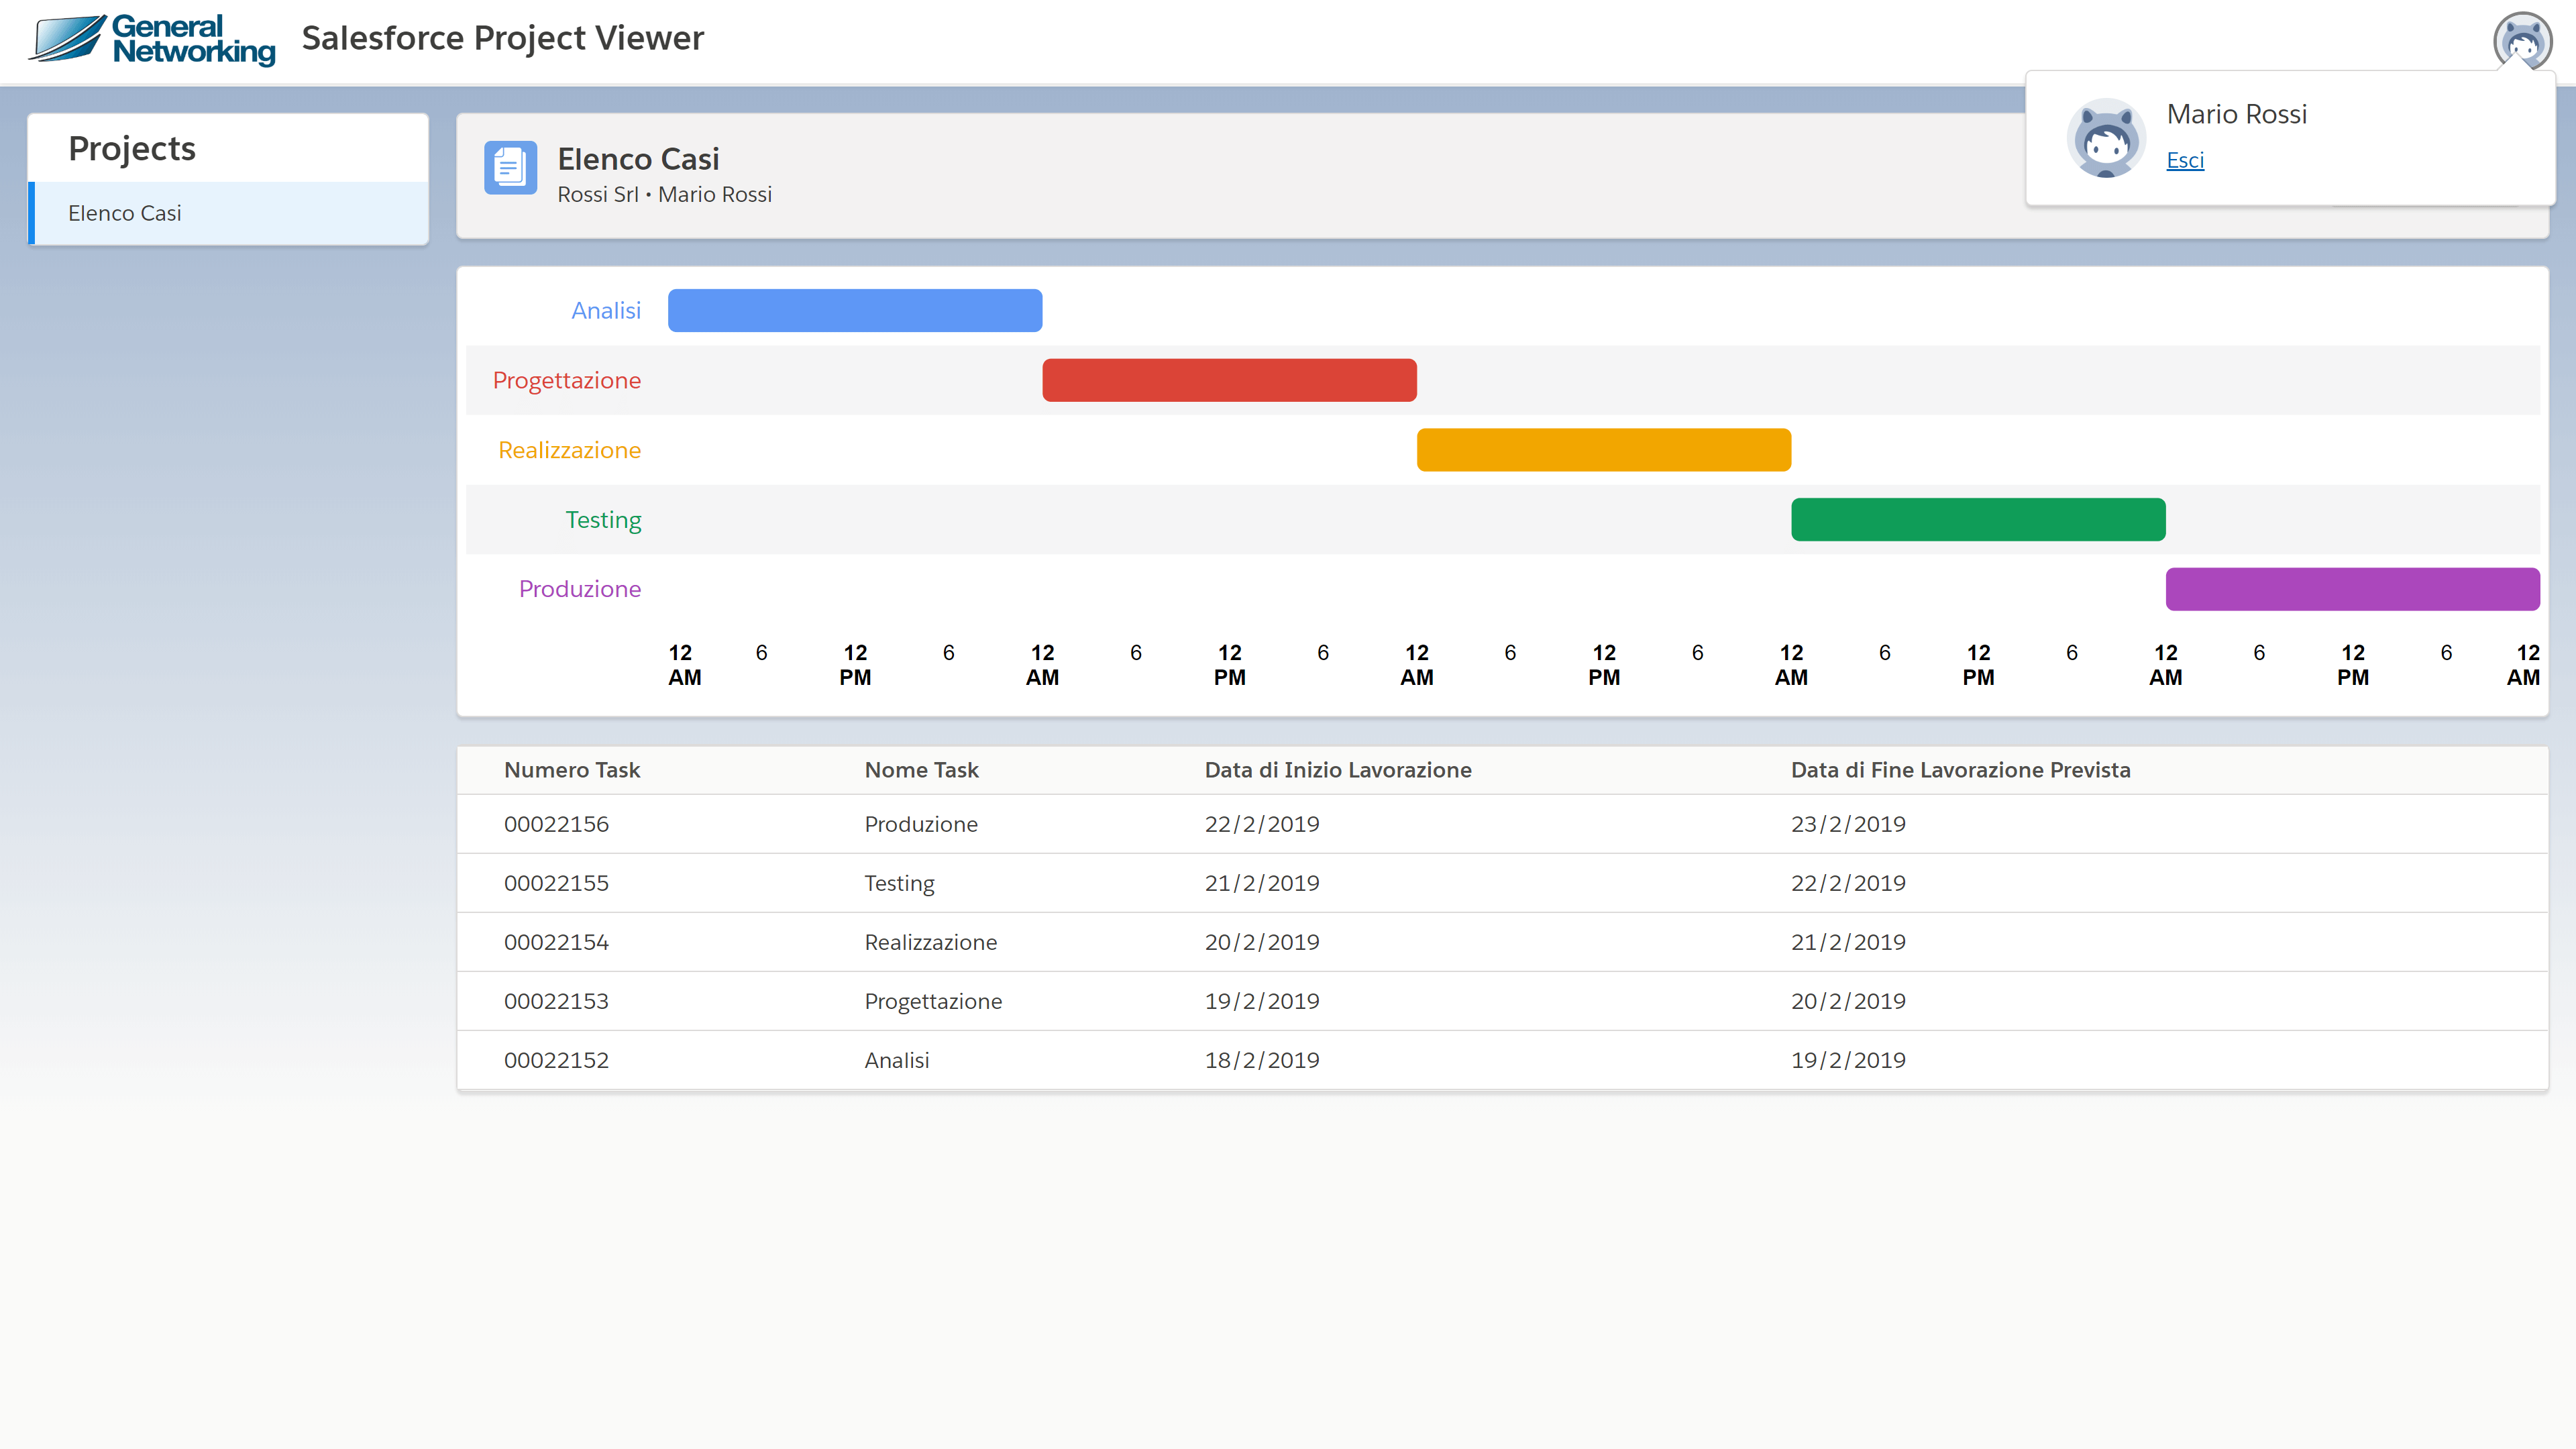 General
Networking
Salesforce Project Viewer
Mario Rossi
Esci
Projects
Elenco Casi
Elenco Casi
Rossi Srl • Mario Rossi
Analisi
Progettazione
Realizzazione
Testing
Produzione
12 6 12 6 12 6 12 6 12 6 12 6 12 6 12 6 12 6 12 6 12
AM PM AM PM AM PM AM PM AM PM AM
Numero Task Nome Task Data di Inizio Lavorazione Data di Fine Lavorazione Prevista
00022156 Produzione 22/2/2019 23/2/2019
00022155 Testing 21/2/2019 22/2/2019
00022154 Realizzazione 20/2/2019 21/2/2019
00022153 Progettazione 19/2/2019 20/2/2019
00022152 Analisi 18/2/2019 19/2/2019